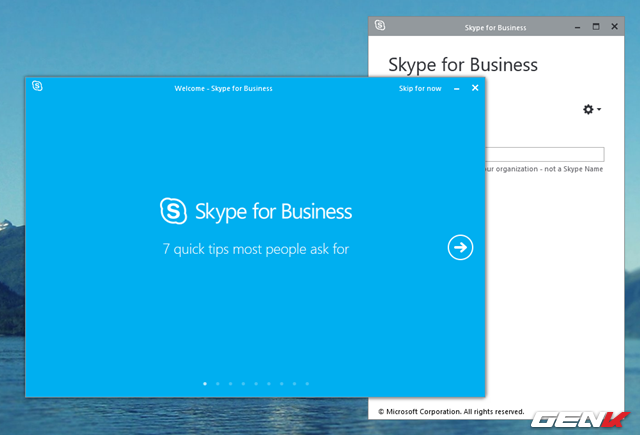 Skype for Business
Skype for Business
our organization - not a Skype Name
© Microsoft Corporation. All rights reserved.
Welcome - Skype for Business
Skip for now
S Skype for Business
7 quick tips most people ask for
GENK